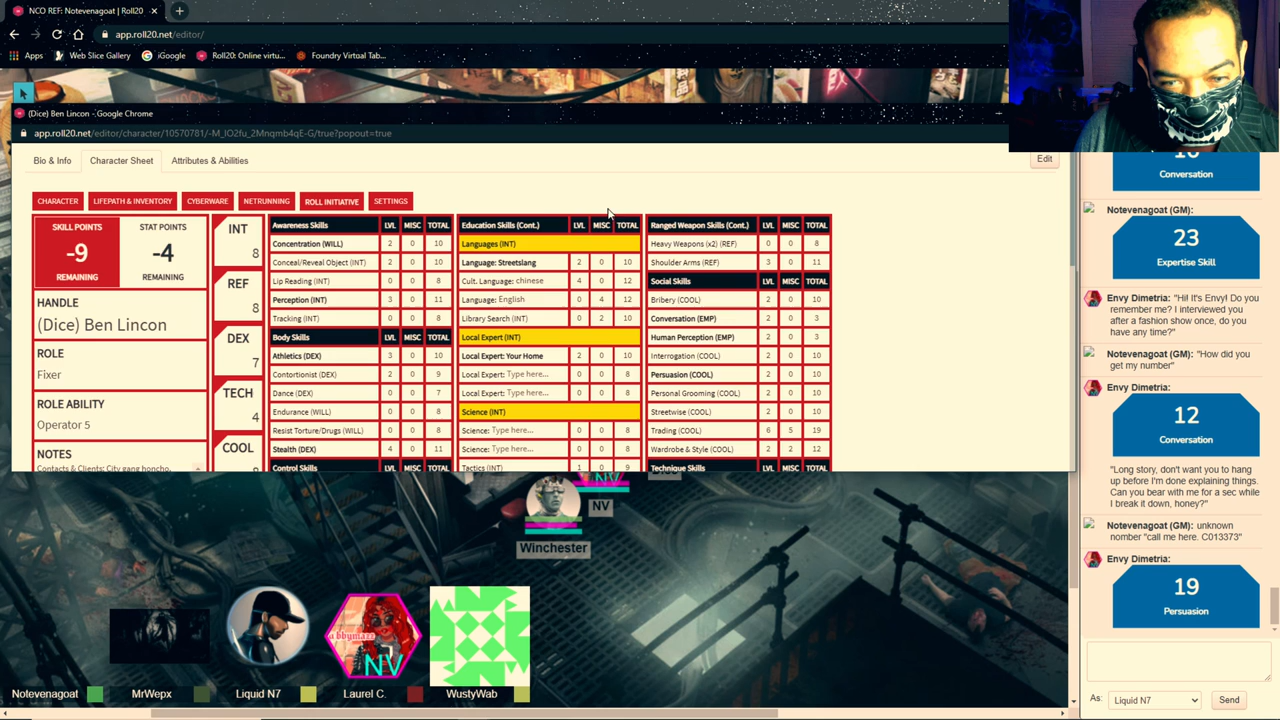 NCO REF: Notevenagoat | Roll20
app.roll20.net/editor/
Apps
Web Slice Gallery
iGoogle
Roll20: Online virtu...
Foundry Virtual Tab...
(Dice) Ben Lincon - Google Chrome
Bio & Info
Character Sheet
Attributes & Abilities
Edit
CHARACTER
LIFEPATH & INVENTORY
CYBERWARE
NETRUNNING
ROLL INITIATIVE
SETTINGS
SKILL POINTS
-9
REMAINING
STAT POINTS
-4
REMAINING
HANDLE
(Dice) Ben Lincon
ROLE
Fixer
ROLE ABILITY
Operator 5
NOTES
Contacts & Clients: City gang honcho,
INT
8
REF
8
DEX
7
TECH
4
COOL
Awareness Skills LVL MISC TOTAL
Concentration (WILL) 2 0 10
Conceal/Reveal Object (INT) 2 0 10
Lip Reading (INT) 0 0 8
Perception (INT) 3 0 11
Tracking (INT) 0 0 8
Body Skills LVL MISC TOTAL
Athletics (DEX) 3 0 10
Contortionist (DEX) 2 0 9
Dance (DEX) 0 0 7
Endurance (WILL) 0 0 8
Resist Torture/Drugs (WILL) 0 0 8
Stealth (DEX) 4 0 11
Control Skills LVL MISC TOTAL
Education Skills (Cont.) LVL MISC TOTAL
Languages (INT)
Language: Streetslang 2 0 10
Cult. Language: chinese 4 0 12
Language: English 0 4 12
Library Search (INT) 0 2 10
Local Expert (INT)
Local Expert: Your Home 2 0 10
Local Expert: Type here... 0 0 8
Local Expert: Type here... 0 0 8
Science (INT)
Science: Type here... 0 0 8
Science: Type here... 0 0 8
Tactics (INT) 1 0 9
Ranged Weapon Skills (Cont.) LVL MISC TOTAL
Heavy Weapons (x2) (REF) 0 0 8
Shoulder Arms (REF) 3 0 11
Social Skills LVL MISC TOTAL
Bribery (COOL) 2 0 10
Conversation (EMP) 2 0 3
Human Perception (EMP) 2 0 3
Interrogation (COOL) 2 0 10
Persuasion (COOL) 2 0 10
Personal Grooming (COOL) 2 0 10
Streetwise (COOL) 2 0 10
Trading (COOL) 6 5 19
Wardrobe & Style (COOL) 2 2 12
Technique Skills LVL MISC TOTAL
NV
NV
Winchester
NV
Notevenagoat
MrWepx
Liquid N7
Laurel C.
WustyWab
Conversation
Notevenagoat (GM):
23
Expertise Skill
Envy Dimetria: "Hi! It's Envy! Do you
remember me? I interviewed you
after a fashion show once, do you
have any time?"
Notevenagoat (GM): "How did you
get my number"
Envy Dimetria:
12
Conversation
"Long story, don't want you to hang
up before I'm done explaining things.
Can you bear with me for a sec while
I break it down, honey?"
Notevenagoat (GM): unknown
nomber "call me here. C013373"
Envy Dimetria:
19
Persuasion
As:
Liquid N7
Send